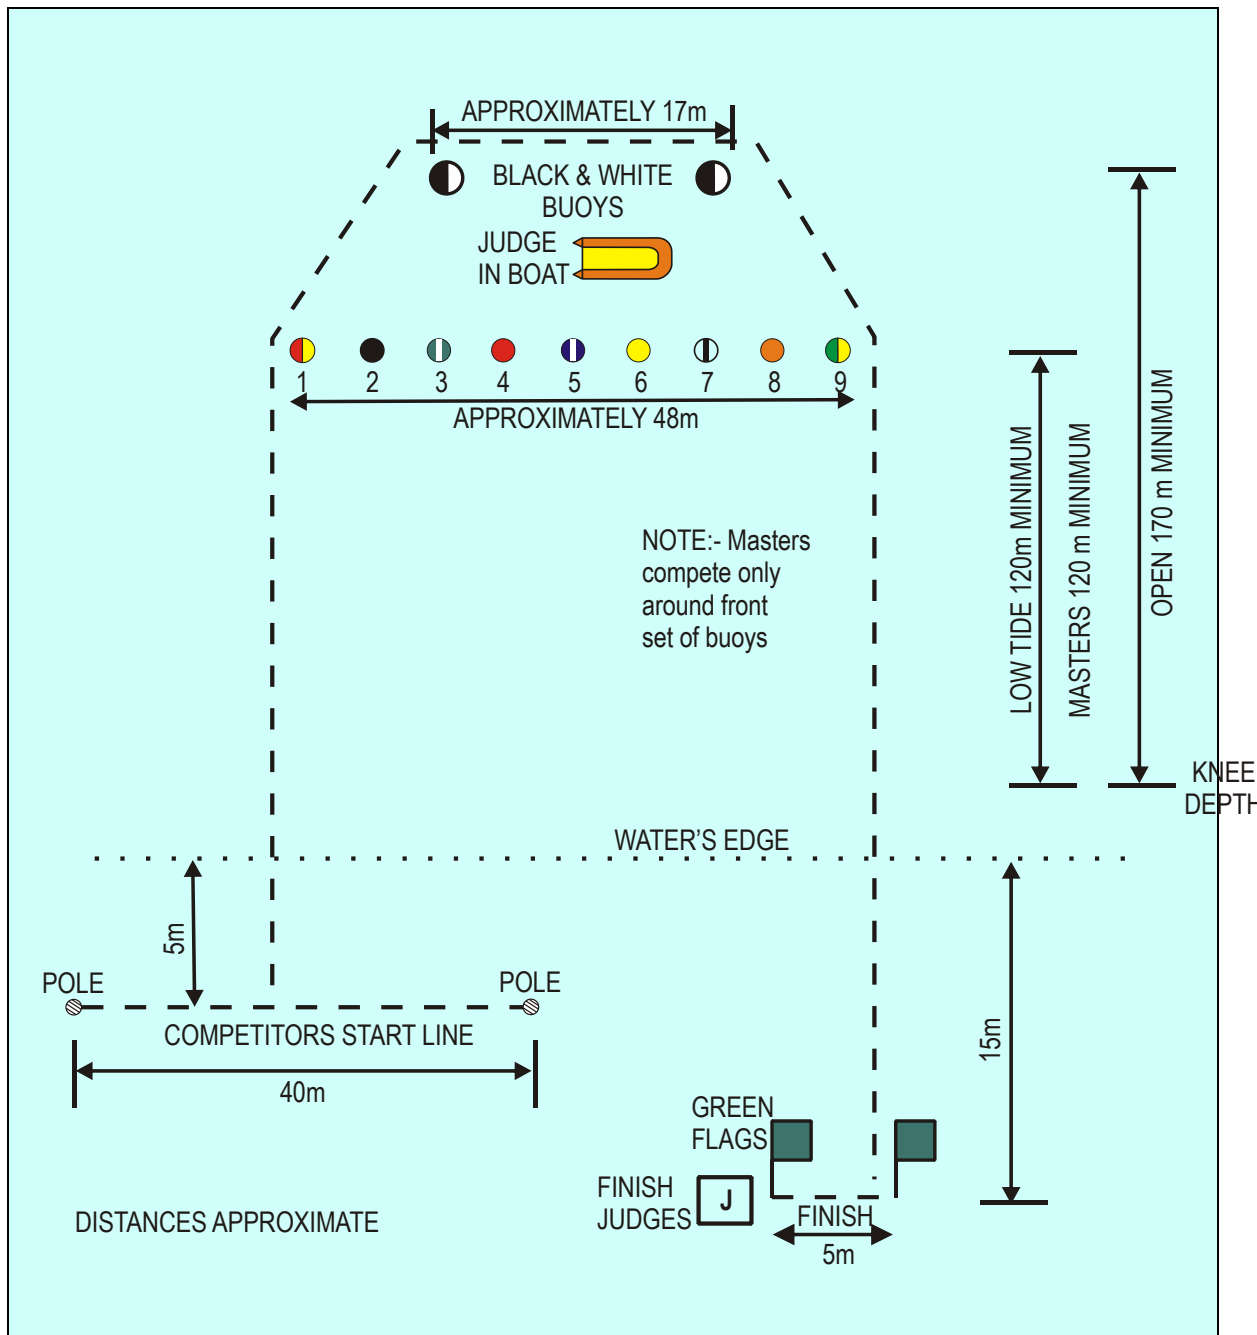 APPROXIMATELY 17m
BLACK & WHITE
BUOYS
JUDGE
IN BOAT
1 2 3 4 5 6 7 8 9
APPROXIMATELY 48m
NOTE:- Masters
compete only
around front
set of buoys
LOW TIDE 120m MINIMUM
MASTERS 120 m MINIMUM
OPEN 170 m MINIMUM
KNEE
DEPTH
WATER'S EDGE
5m
POLE POLE
COMPETITORS START LINE
40m
15m
GREEN
FLAGS
FINISH
JUDGES
J
FINISH
5m
DISTANCES APPROXIMATE